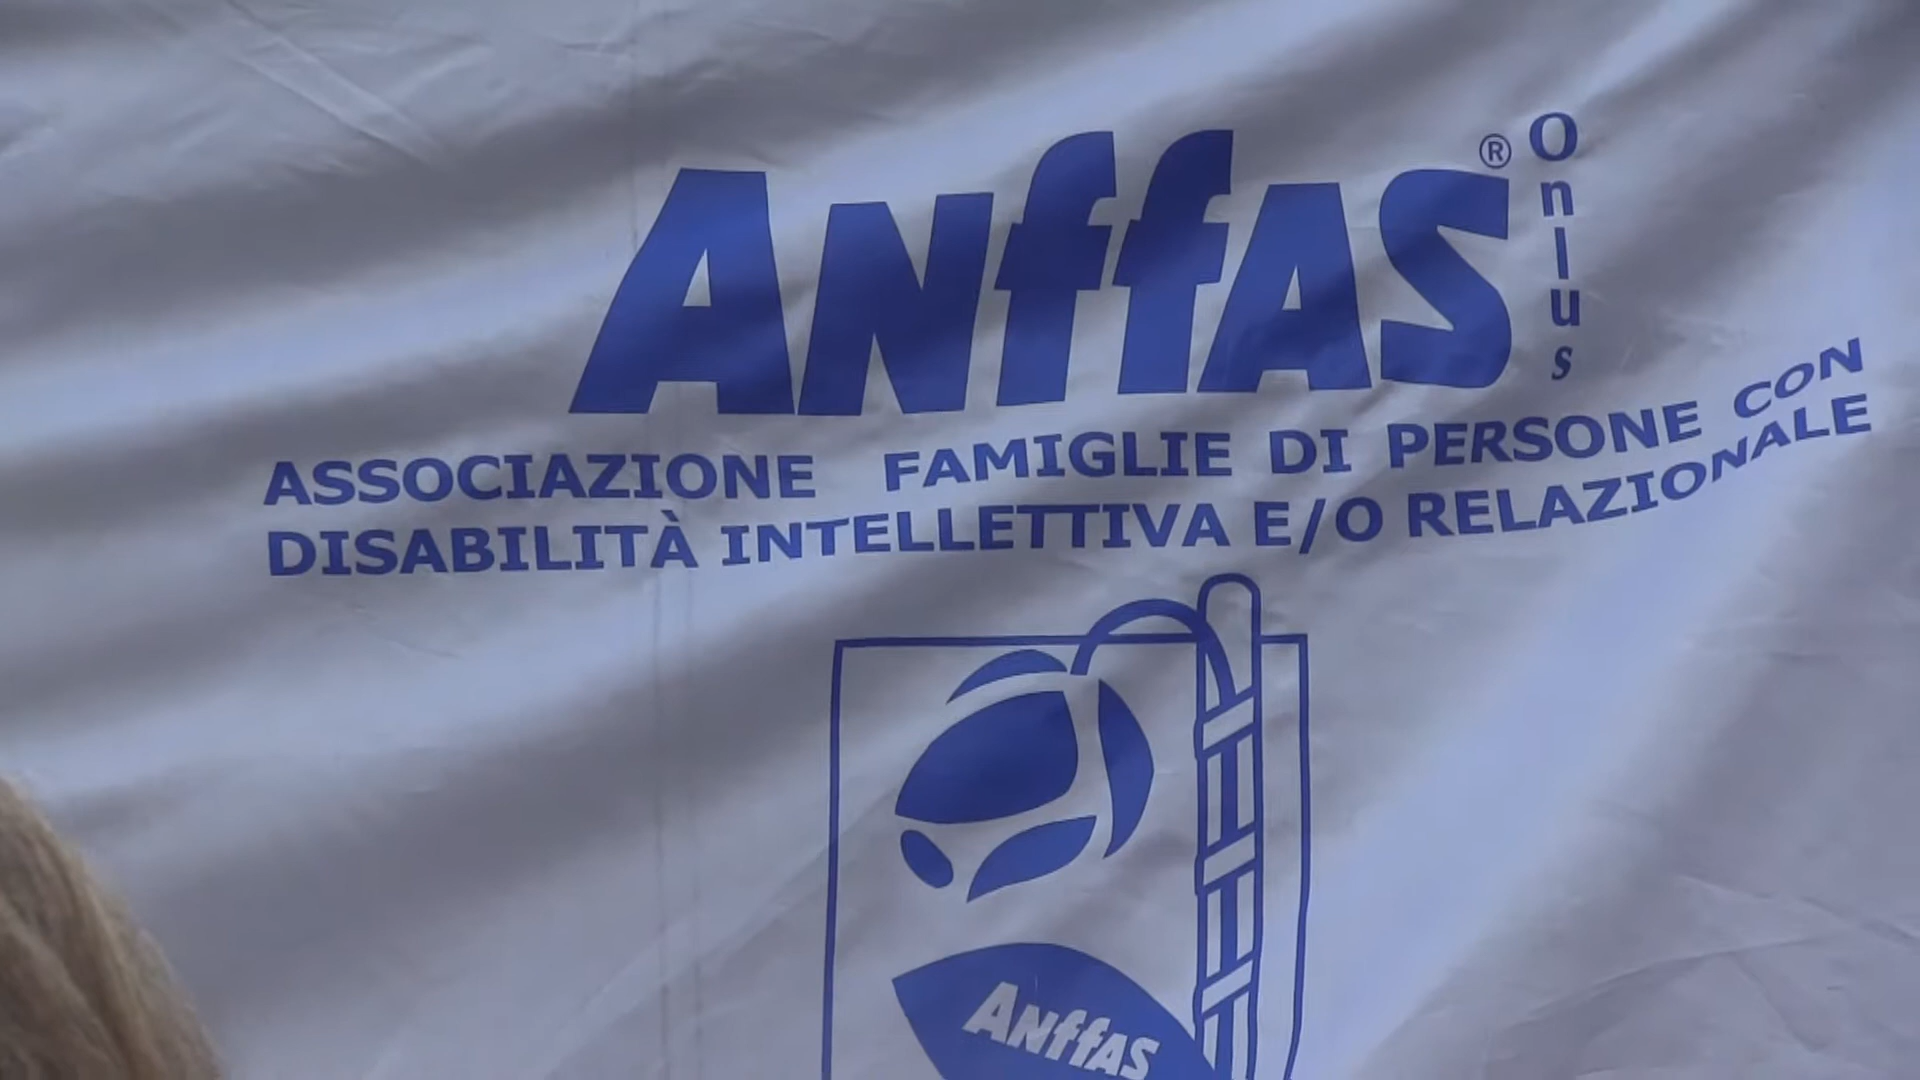 ANffAS® Onlus
ASSOCIAZIONE FAMIGLIE DI PERSONE CON
DISABILITÀ INTELLETTIVA E/O RELAZIONALE
ANffAS